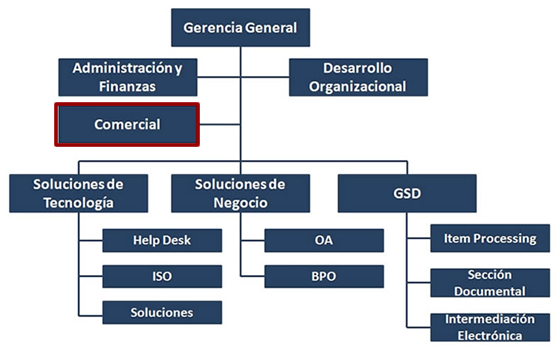 Gerencia General
Administración y
Finanzas
Desarrollo
Organizacional
Comercial
Soluciones de
Tecnología
Soluciones de
Negocio
GSD
Help Desk
OA
Item Processing
ISO
BPO
Sección
Documental
Soluciones
Intermediación
Electrónica